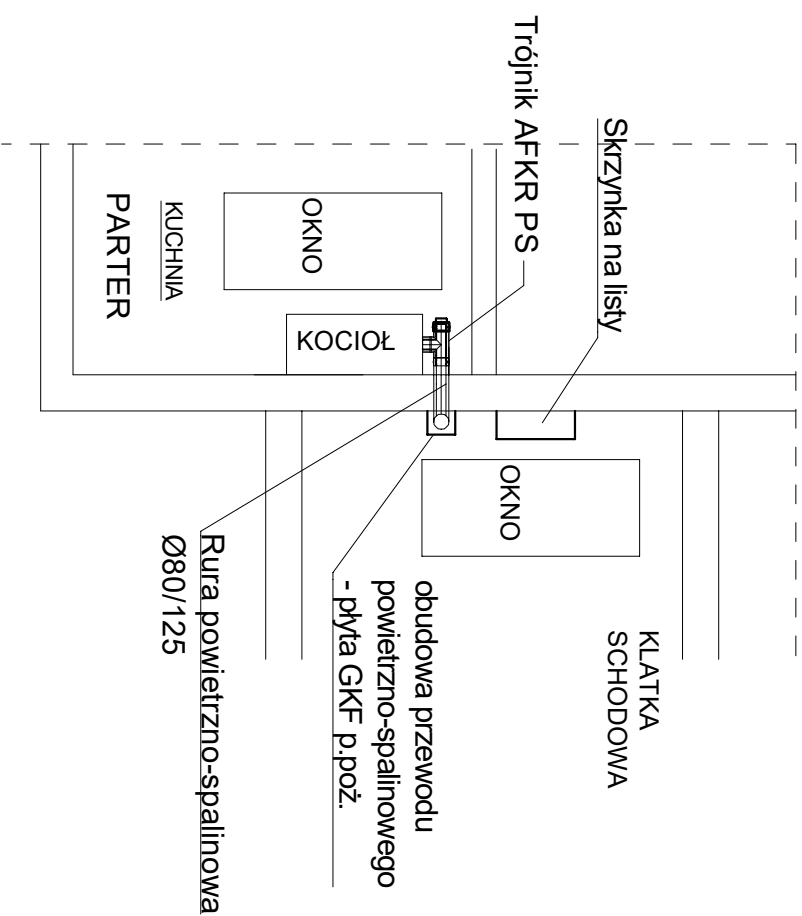 Trójnik AFKR PS
Skrzynka na listy
OKNO
KUCHNIA
PARTER
KOCIOŁ
OKNO
KLATKA
SCHODOWA
obudowa przewodu
powietrzno-spalinowego
- płyta GKF p.poż.
Rura powietrzno-spalinowa
Ø80/125